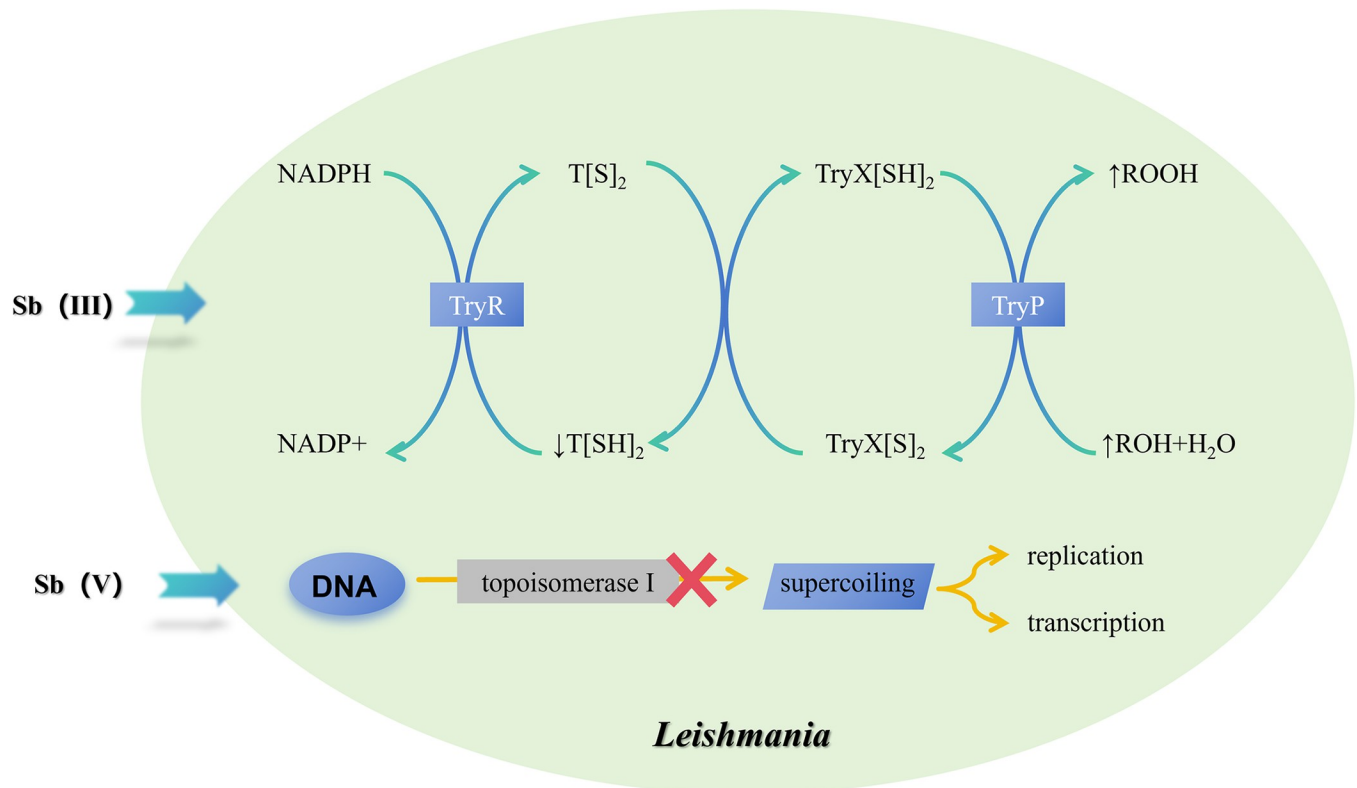 NADPH T[S]₂ TryX[SH]₂ ↑ROOH
Sb（III） TryR TryP
NADP+ ↓T[SH]₂ TryX[S]₂ ↑ROH+H₂O
replication
Sb（V） DNA topoisomerase I supercoiling
transcription
Leishmania